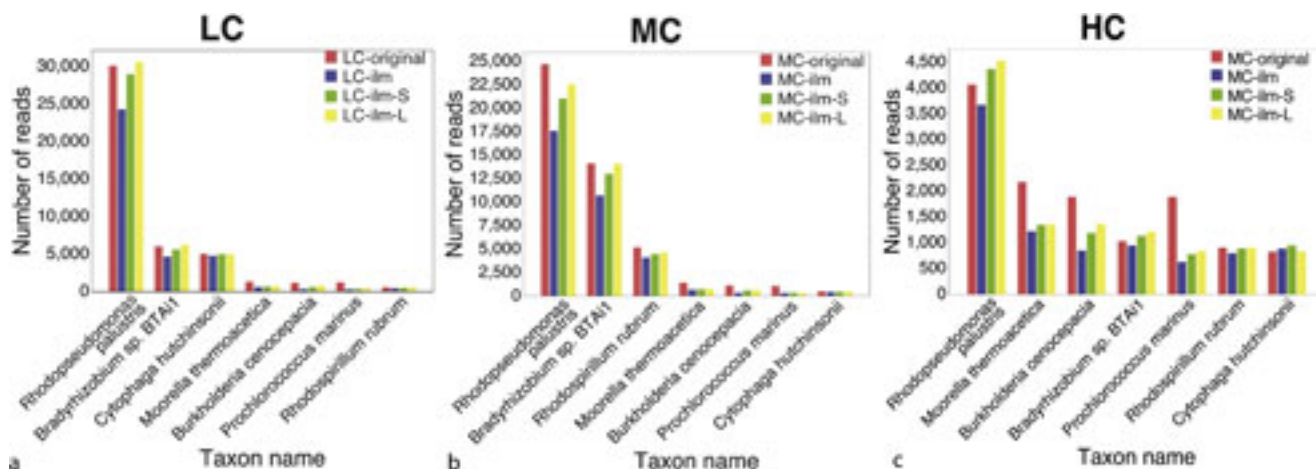 LC
Number of reads
30,000
25,000
20,000
15,000
10,000
5,000
0
LC-original
LC-ilm
LC-ilm-S
LC-ilm-L
Rhodopseudomonas
palustris
Bradyrhizobium sp. BTAi1
Cytophaga hutchinsonii
Moorella thermoacetica
Burkholderia cenocepacia
Prochlorococcus marinus
Rhodospirillum rubrum
a
Taxon name
MC
Number of reads
25,000
22,500
20,000
17,500
15,000
12,500
10,000
7,500
5,000
2,500
0
MC-original
MC-ilm
MC-ilm-S
MC-ilm-L
Rhodopseudomonas
palustris
Bradyrhizobium sp. BTAi1
Rhodospirillum rubrum
Moorella thermoacetica
Burkholderia cenocepacia
Prochlorococcus marinus
Cytophaga hutchinsonii
b
Taxon name
HC
Number of reads
4,500
4,000
3,500
3,000
2,500
2,000
1,500
1,000
500
0
MC-original
MC-ilm
MC-ilm-S
MC-ilm-L
Rhodopseudomonas
palustris
Moorella thermoacetica
Burkholderia cenocepacia
Bradyrhizobium sp. BTAi1
Prochlorococcus marinus
Rhodospirillum rubrum
Cytophaga hutchinsonii
c
Taxon name